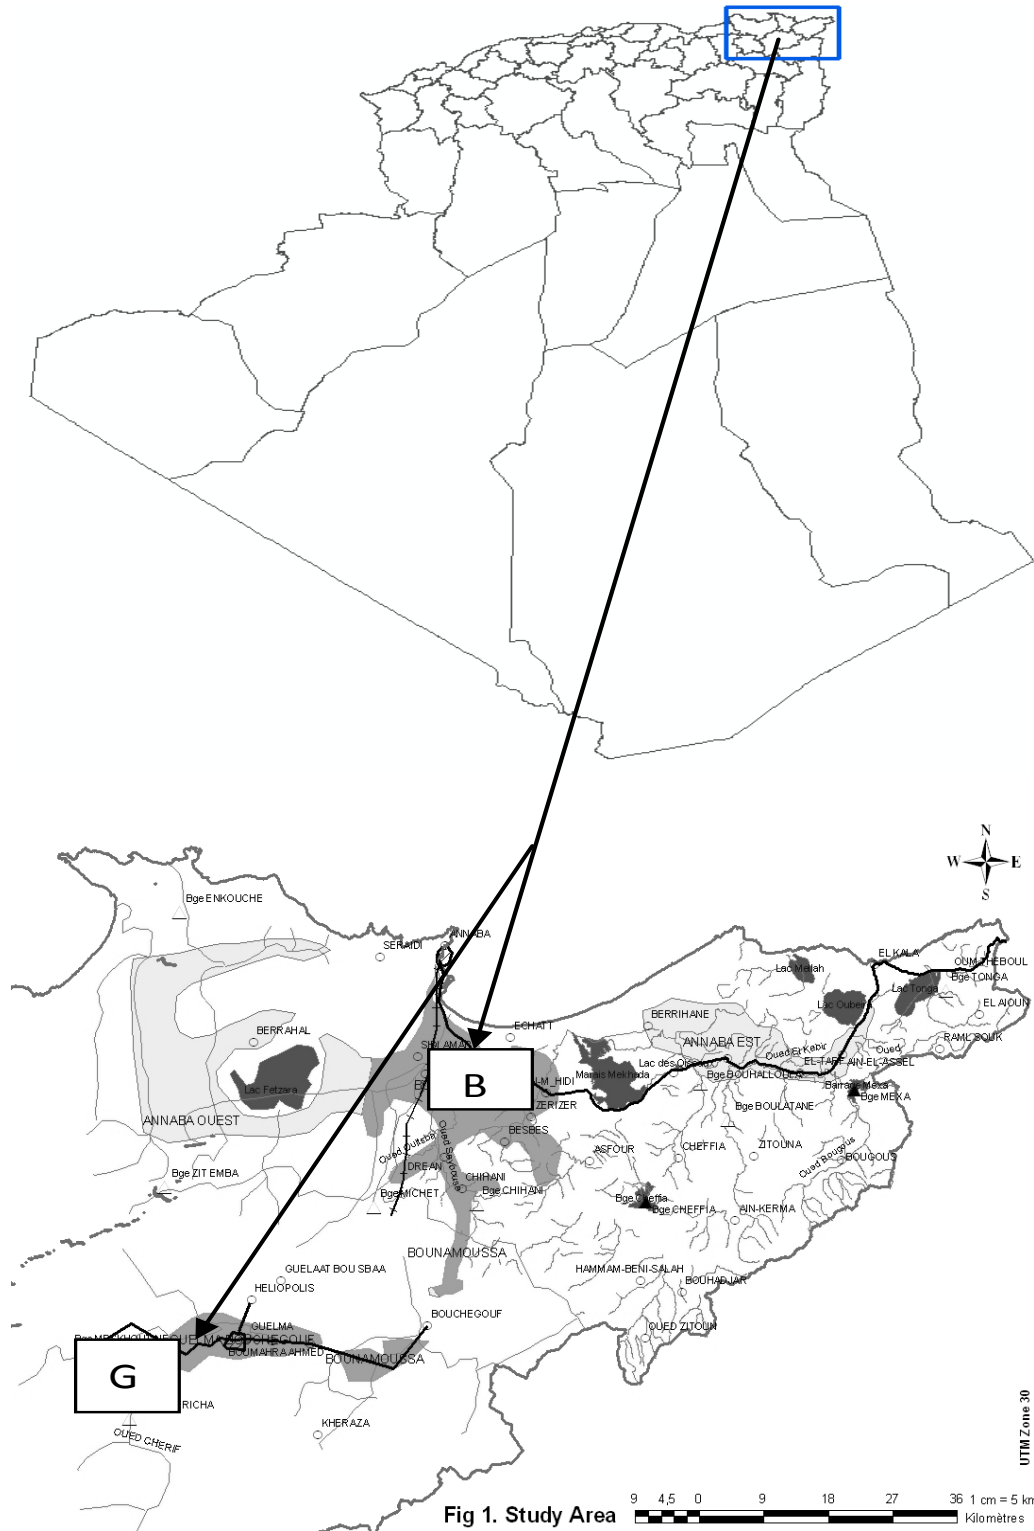 N
W E
S
Bge ENKOUCHE
ANNABA
SERAIDI
EL KALA
OUM THEBOUL
Lac Mellah
Bge TONGA
Lac Tonga
Lac Oubeira
EL AIOUN
BERRIHANE
ECHATT
BERRAHAL
ANNABA EST
RAML SOUK
Oued El Kebir
Oued
Lac des Oiseaux
EL-TARF
AIN-EL-ASSEL
Marais Mekhada
Bge BOUHALLOUFA
B
Lac Fetzara
Barrage Mexa
Bge MEXA
ZERIZER
Bge BOULATANE
ANNABA OUEST
BESBES
CHEFFIA
ZITOUNA
ASFOUR
Oued Bougous
BOUGOUS
Oued Seybouse
DREAN
Bge ZIT EMBA
CHIHANI
Bge MICHET
Bge CHIHANI
Bge Cheffia
Bge CHEFFIA
AIN-KERMA
BOUNAMOUSSA
GUELAAT BOU SBAA
HAMMAM-BENI-SALAH
HELIOPOLIS
BOUHADJAR
BOUCHEGOUF
GUELMA
OUED ZITOUN
BOUMAHRA AHMED
BOUNAMOUSSA
G
RICHA
KHERAZA
OUED CHERIF
UTM Zone 30
Fig 1. Study Area
9 4,5 0 9 18 27 36 1 cm = 5 km
Kilomètres